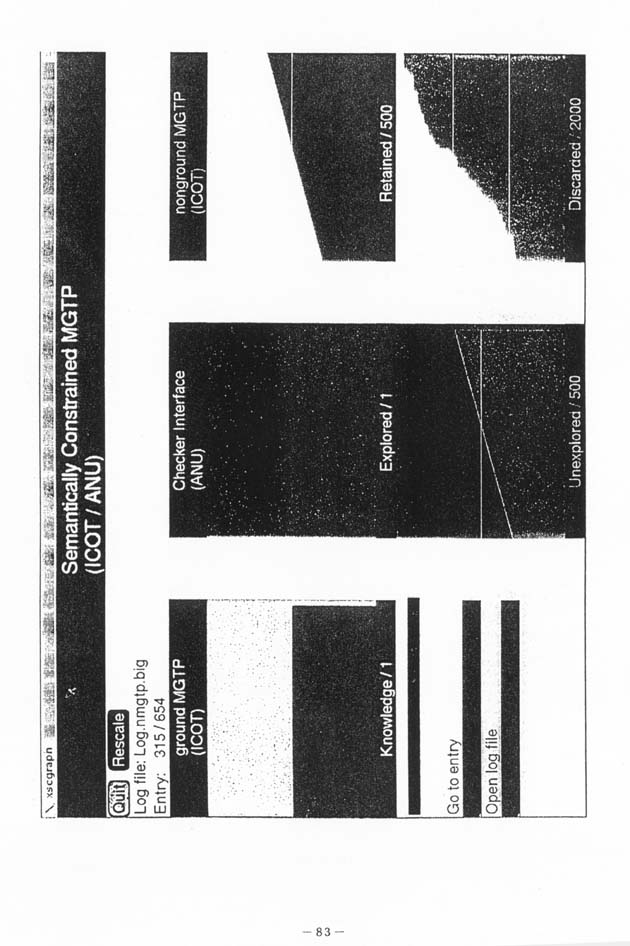 xscgraph
Semantically Constrained MGTP
(ICOT / ANU)
Quit Rescale
Log file: Log.nmgtp.big
Entry: 315 / 654
ground MGTP
(ICOT)
Knowledge / 1
Go to entry
Open log file
Checker Interface
(ANU)
Explored / 1
Unexplored / 500
nonground MGTP
(ICOT)
Retained / 500
Discarded / 2000
— 83 —